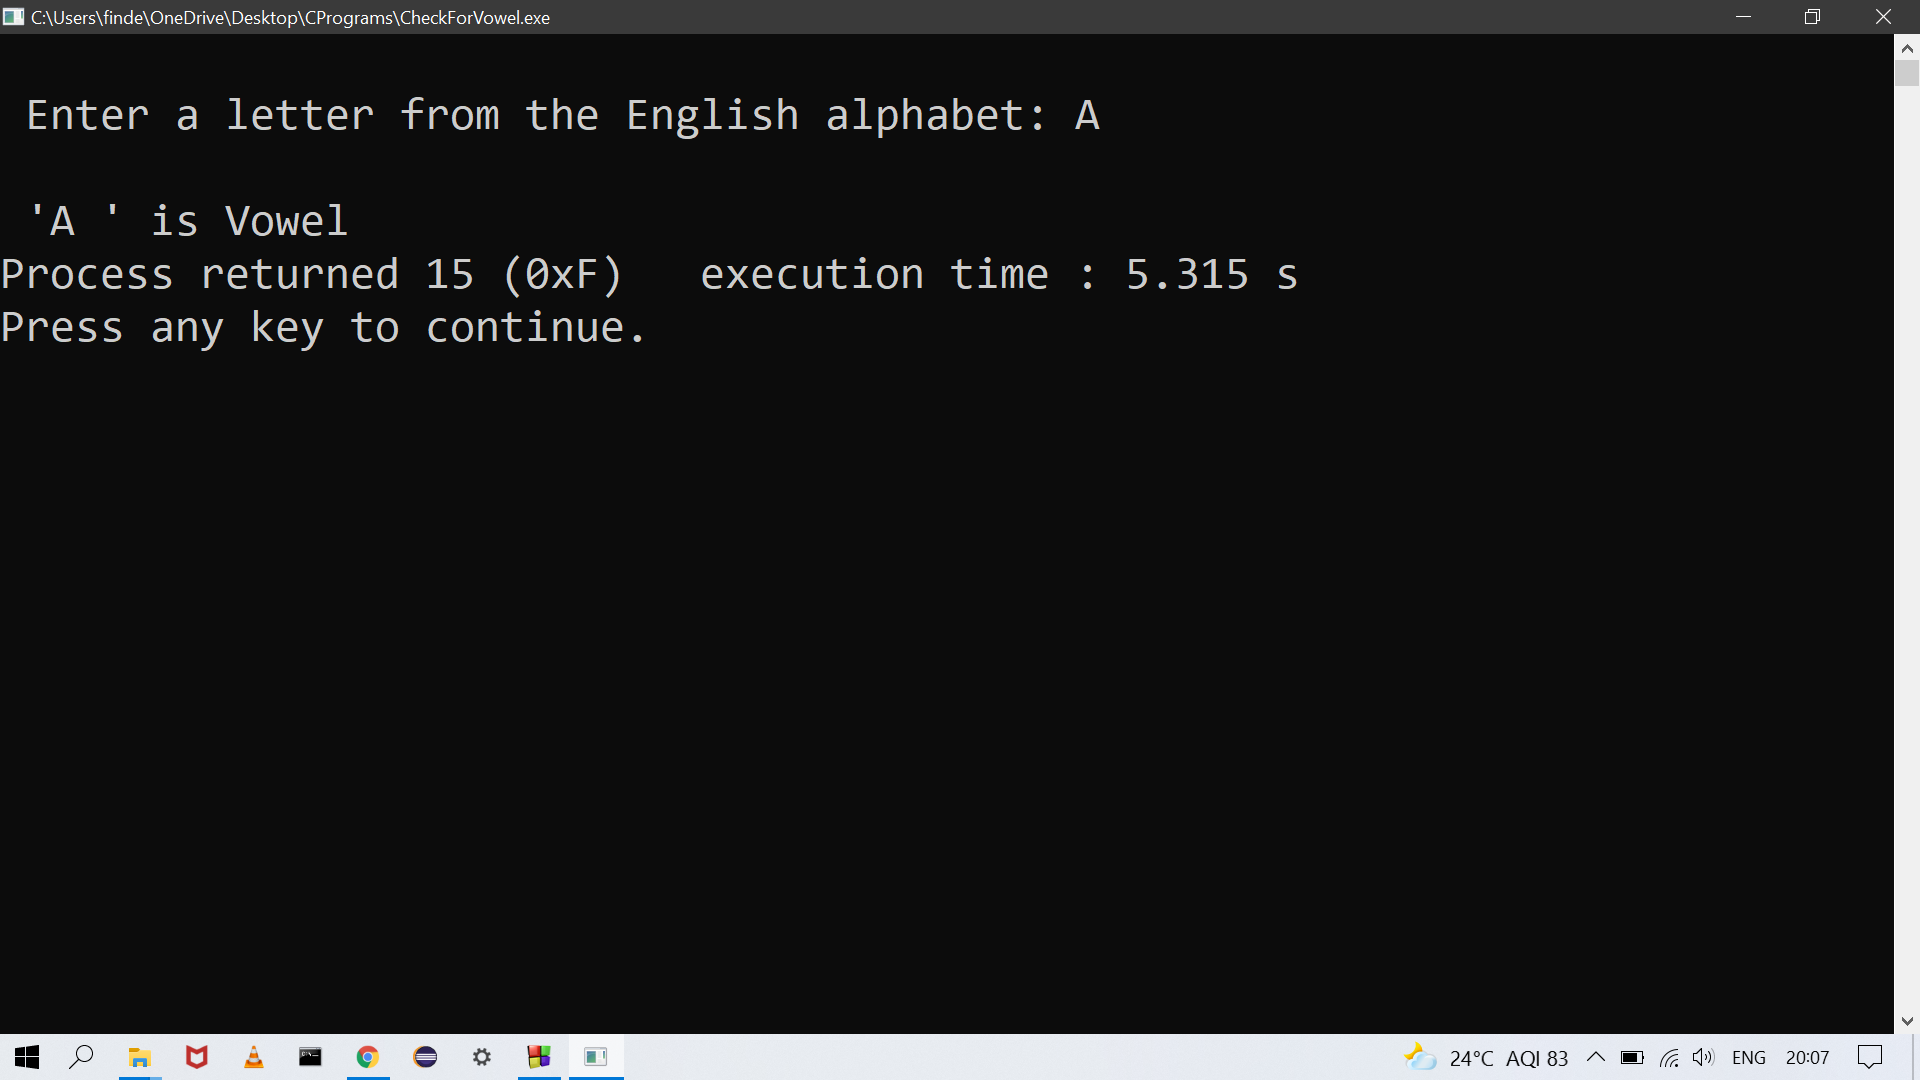 C:\Users\finde\OneDrive\Desktop\CPrograms\CheckForVowel.exe
Enter a letter from the English alphabet: A
'A ' is Vowel
Process returned 15 (0xF)   execution time : 5.315 s
Press any key to continue.
24°C AQI 83 ENG 20:07